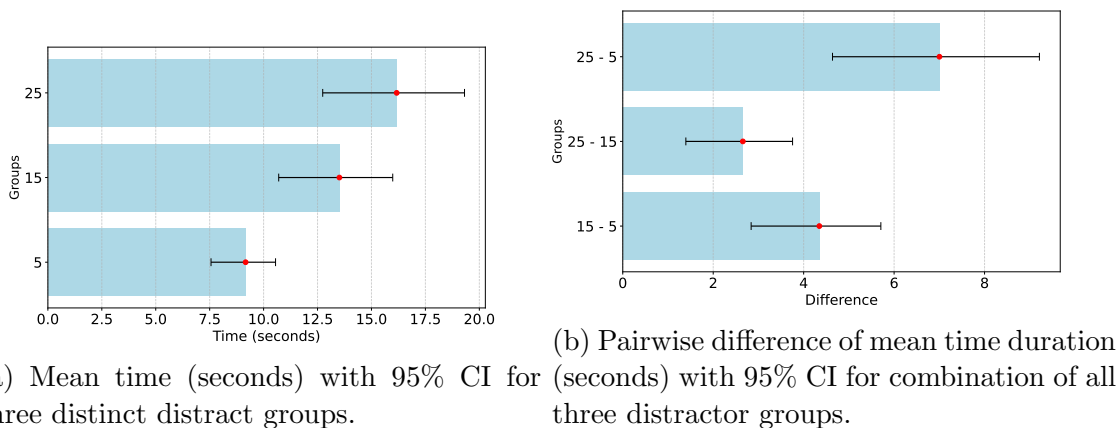 25
15
5
Groups
0.0 2.5 5.0 7.5 10.0 12.5 15.0 17.5 20.0
Time (seconds)
) Mean time (seconds) with 95% CI for
hree distinct distract groups.
25 - 5
25 - 15
15 - 5
Groups
0 2 4 6 8
Difference
(b) Pairwise difference of mean time duration
(seconds) with 95% CI for combination of all
three distractor groups.